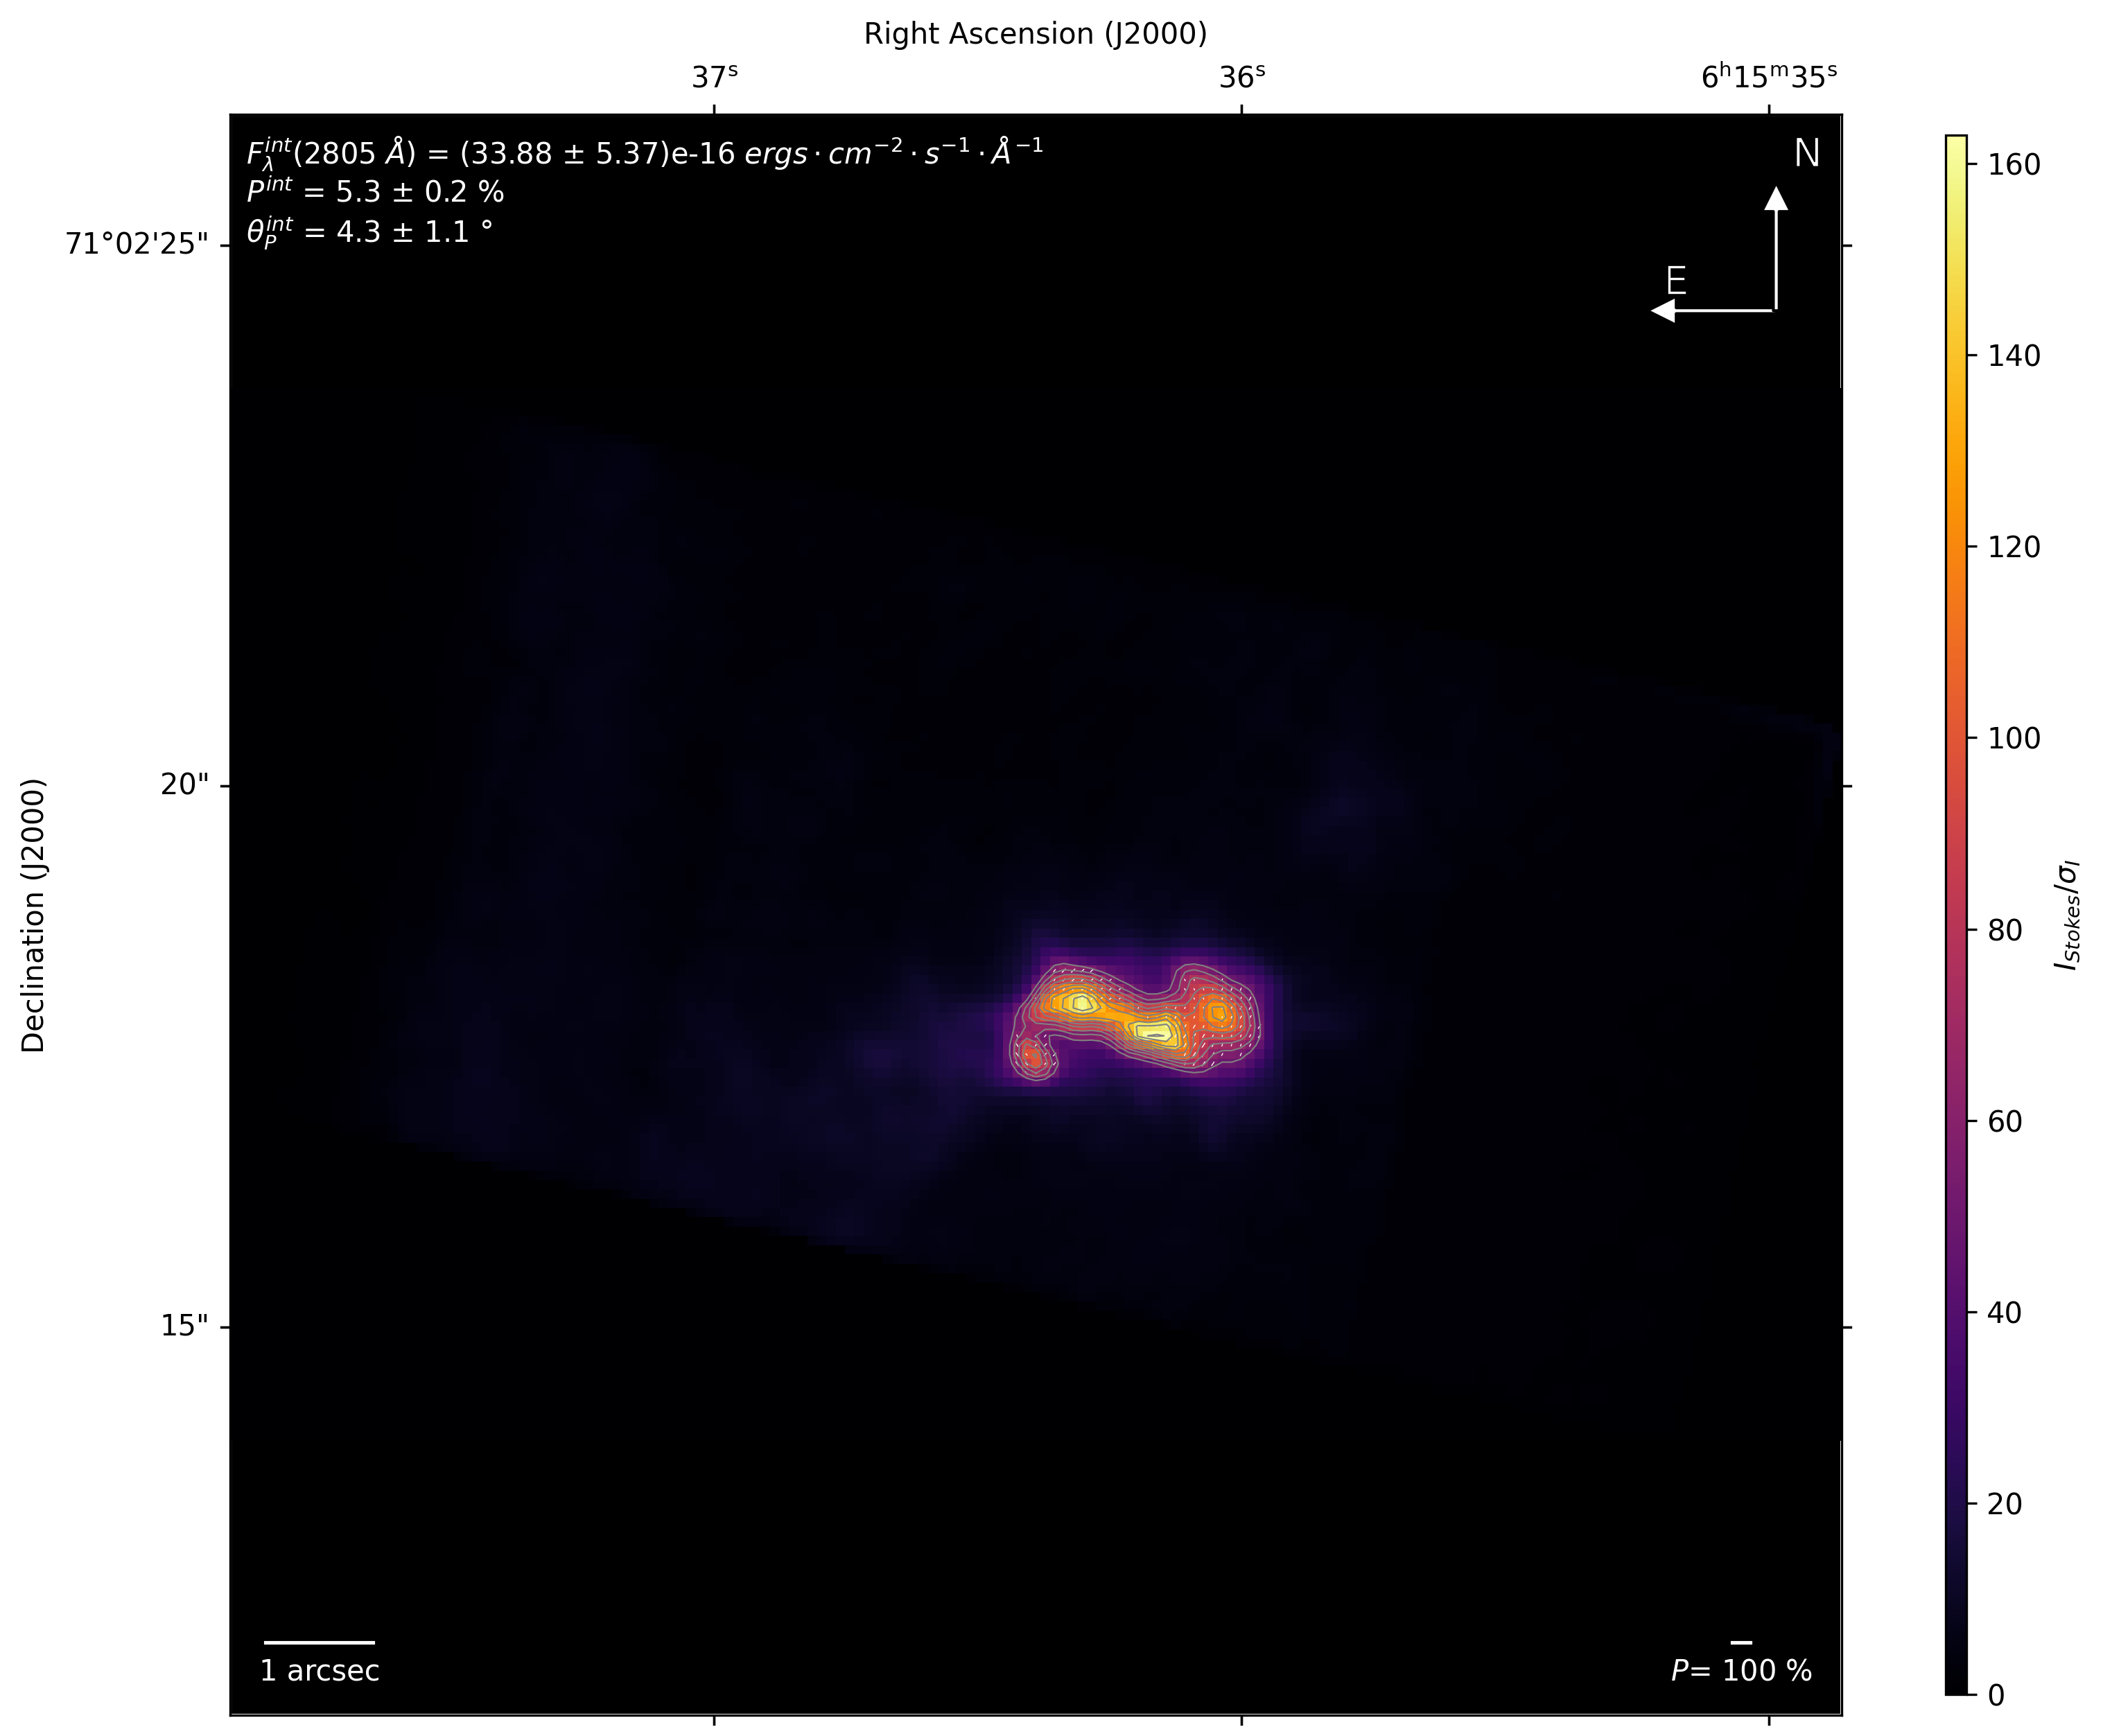 Right Ascension (J2000)
37ˢ 36ˢ 6ʰ15ᵐ35ˢ
F_λ^int(2805 Å) = (33.88 ± 5.37)e-16 ergs · cm⁻² · s⁻¹ · Å⁻¹
P^int = 5.3 ± 0.2 %
θ_P^int = 4.3 ± 1.1 °
N
E
71°02'25"
20"
15"
Declination (J2000)
1 arcsec
P= 100 %
160
140
120
100
80
60
40
20
0
I_Stokes/σ_I